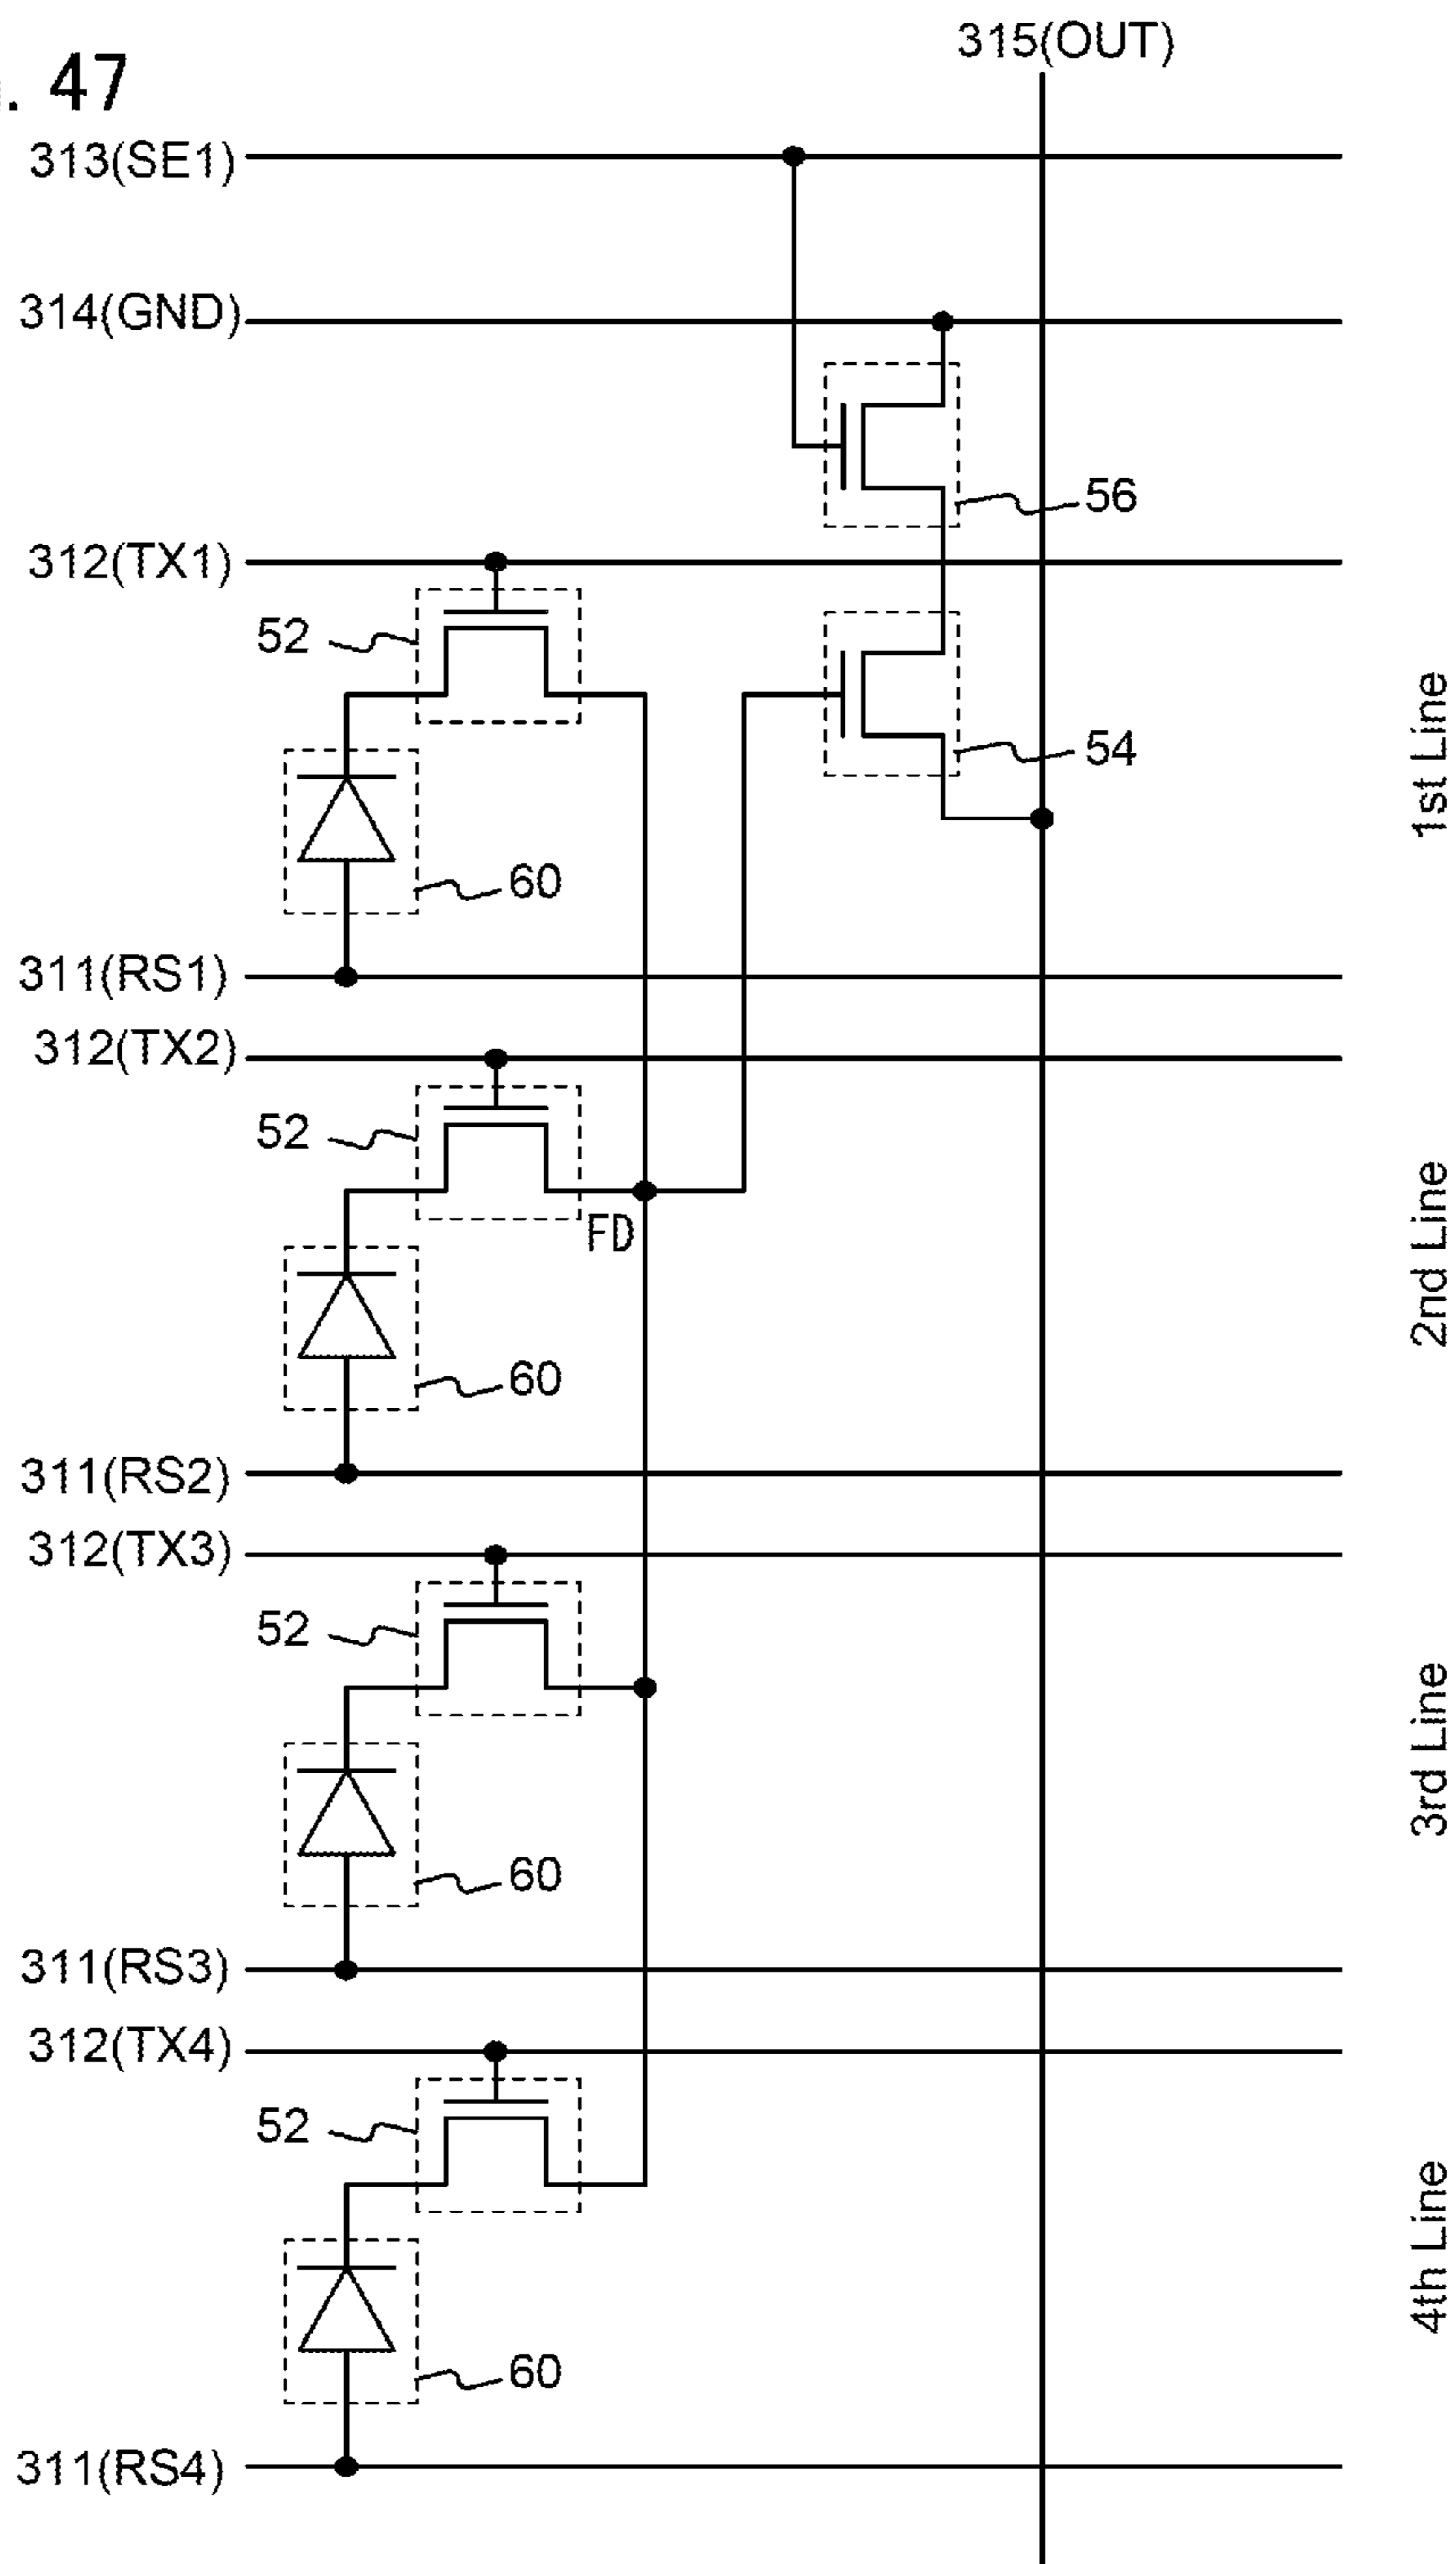 . 47
315(OUT)
313(SE1)
314(GND)
56
312(TX1)
52
54
60
1st Line
311(RS1)
312(TX2)
52
FD
60
2nd Line
311(RS2)
312(TX3)
52
60
3rd Line
311(RS3)
312(TX4)
52
60
4th Line
311(RS4)